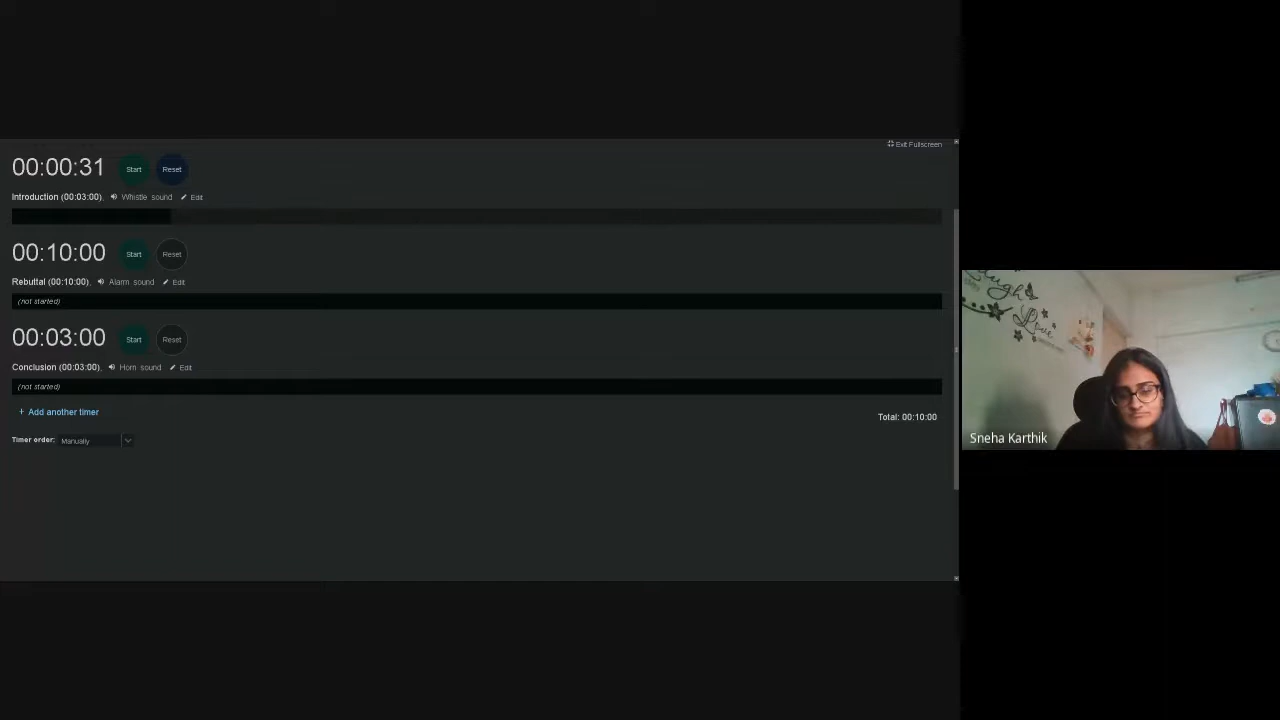 Exit Fullscreen
00:00:31 Start Reset
Introduction (00:03:00), Whistle sound Edit
00:10:00 Start Reset
Rebuttal (00:10:00), Alarm sound Edit
(not started)
00:03:00 Start Reset
Conclusion (00:03:00), Horn sound Edit
(not started)
+ Add another timer
Total: 00:10:00
Timer order: Manually
Laugh
Love
Sneha Karthik